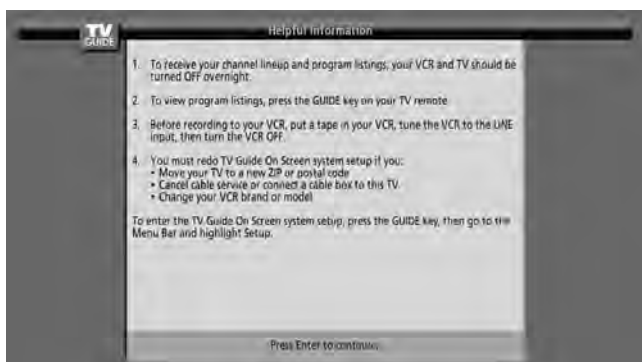 TV
GUIDE
Helpful Information
1. To receive your channel lineup and program listings, your VCR and TV should be
turned OFF overnight.
2. To view program listings, press the GUIDE key on your TV remote
3. Before recording to your VCR, put a tape in your VCR, tune the VCR to the LINE
input, then turn the VCR OFF.
4. You must redo TV Guide On Screen system setup if you:
• Move your TV to a new ZIP or postal code
• Cancel cable service or connect a cable box to this TV
• Change your VCR brand or model
To enter the TV Guide On Screen system setup, press the GUIDE key, then go to the
Menu Bar and highlight Setup.
Press Enter to continue.